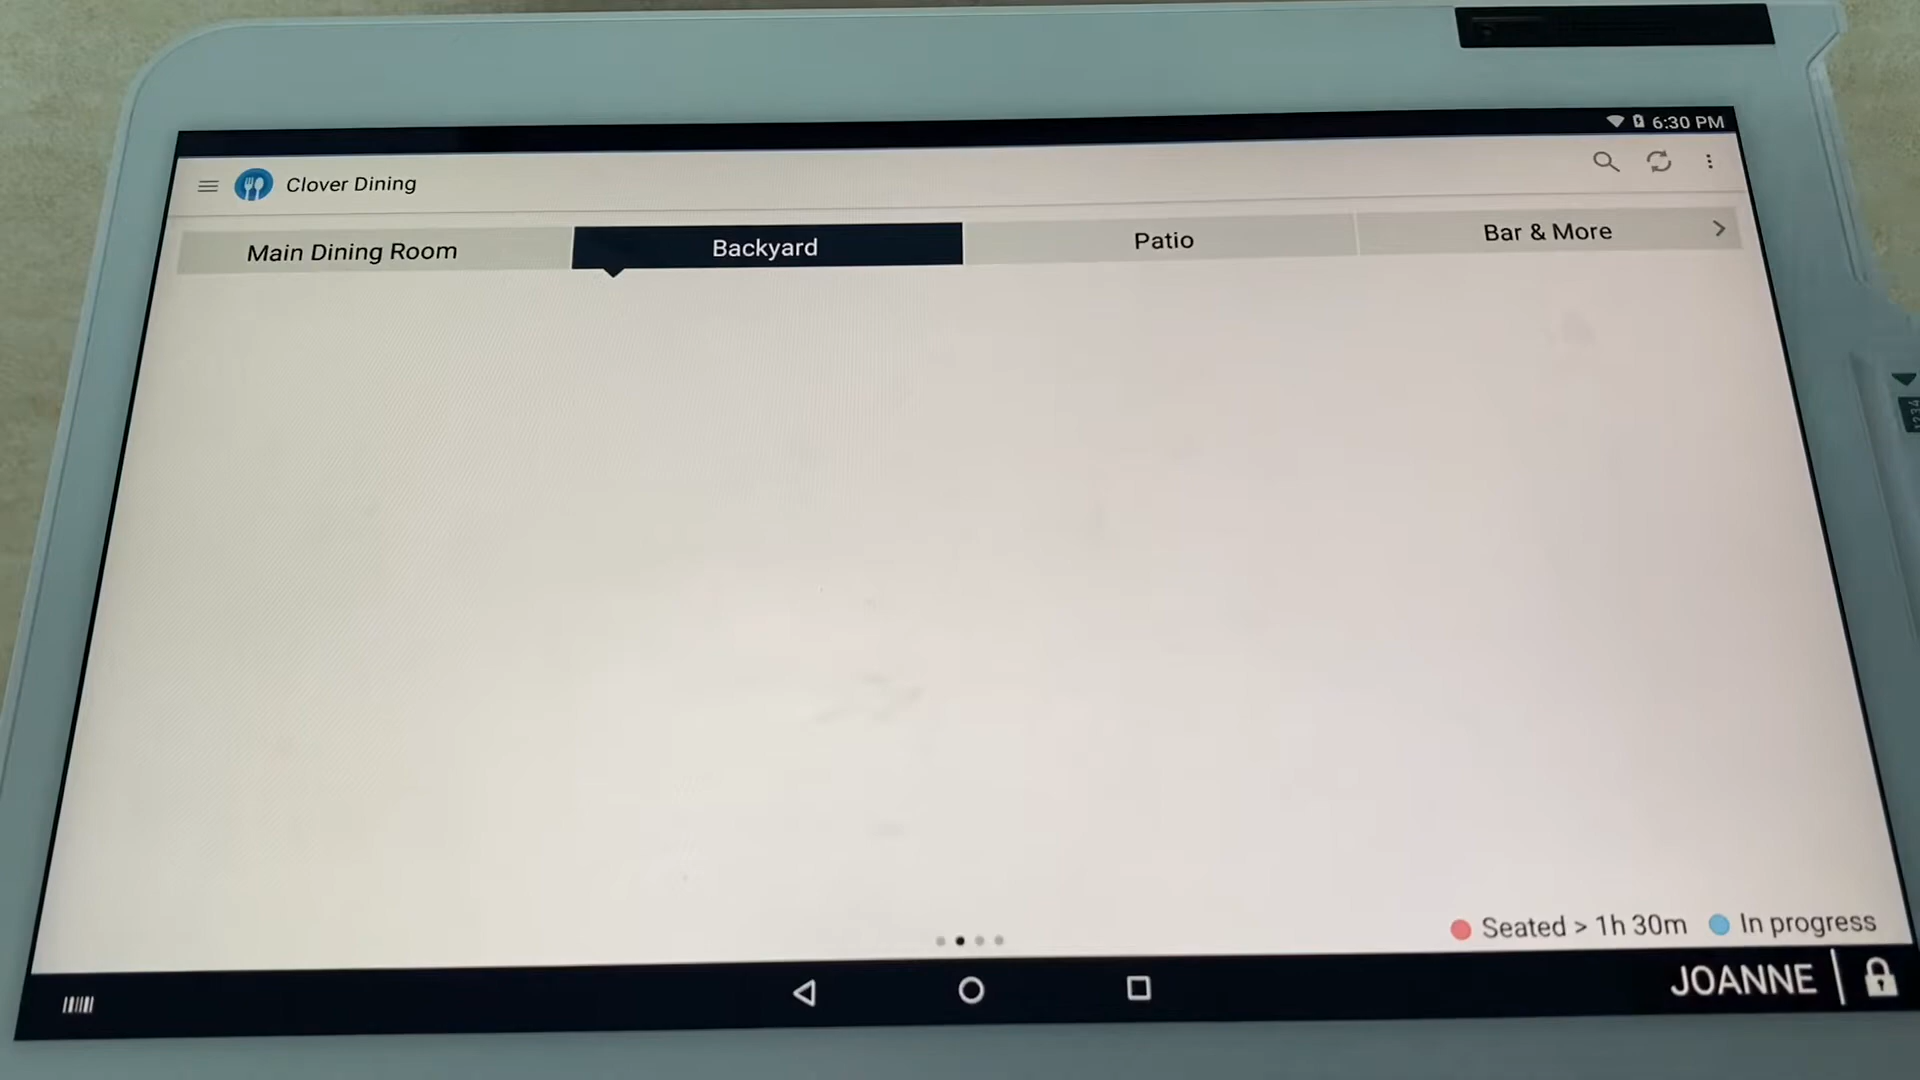 6:30 PM
Clover Dining
Main Dining Room
Backyard
Patio
Bar & More
Seated > 1h 30m
In progress
JOANNE